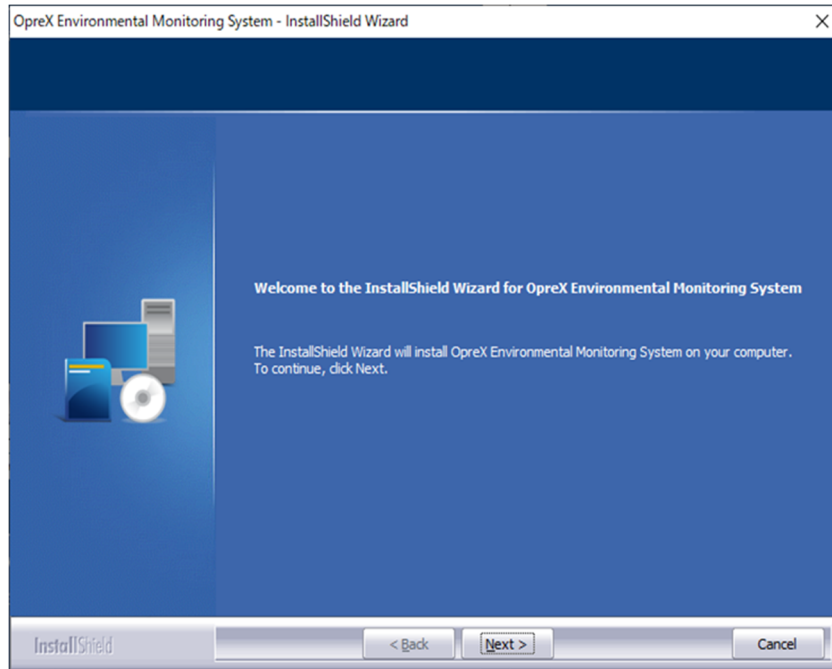 OpreX Environmental Monitoring System - InstallShield Wizard
Welcome to the InstallShield Wizard for OpreX Environmental Monitoring System
The InstallShield Wizard will install OpreX Environmental Monitoring System on your computer.
To continue, click Next.
InstallShield
< Back
Next >
Cancel